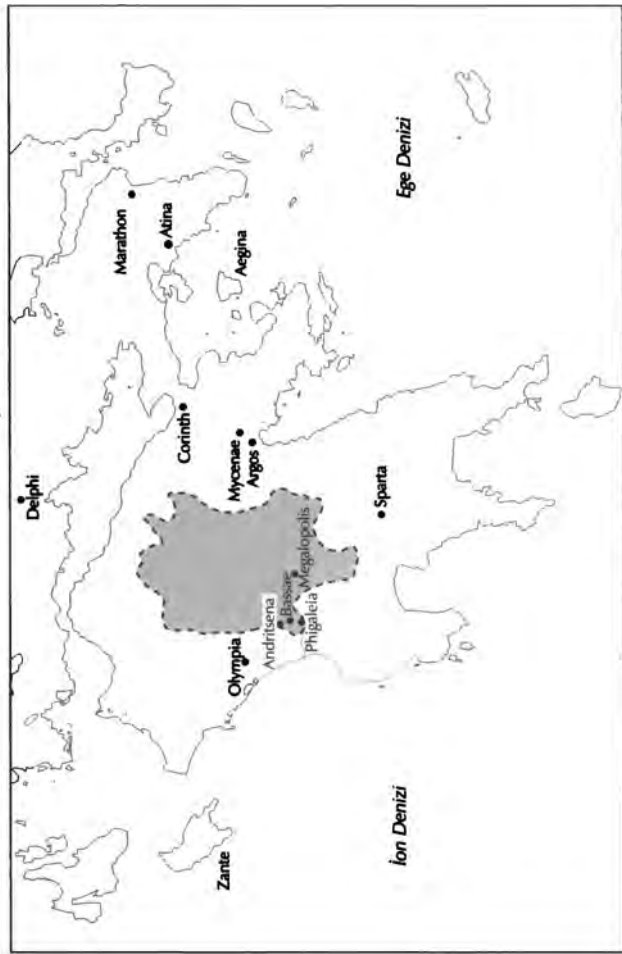 Delphi
Marathon
Atina
Aegina
Corinth
Mycenae
Argos
Ege Denizi
Olympia
Andritsena
Bassae
Megalopolis
Phigaleia
Sparta
Zante
İon Denizi